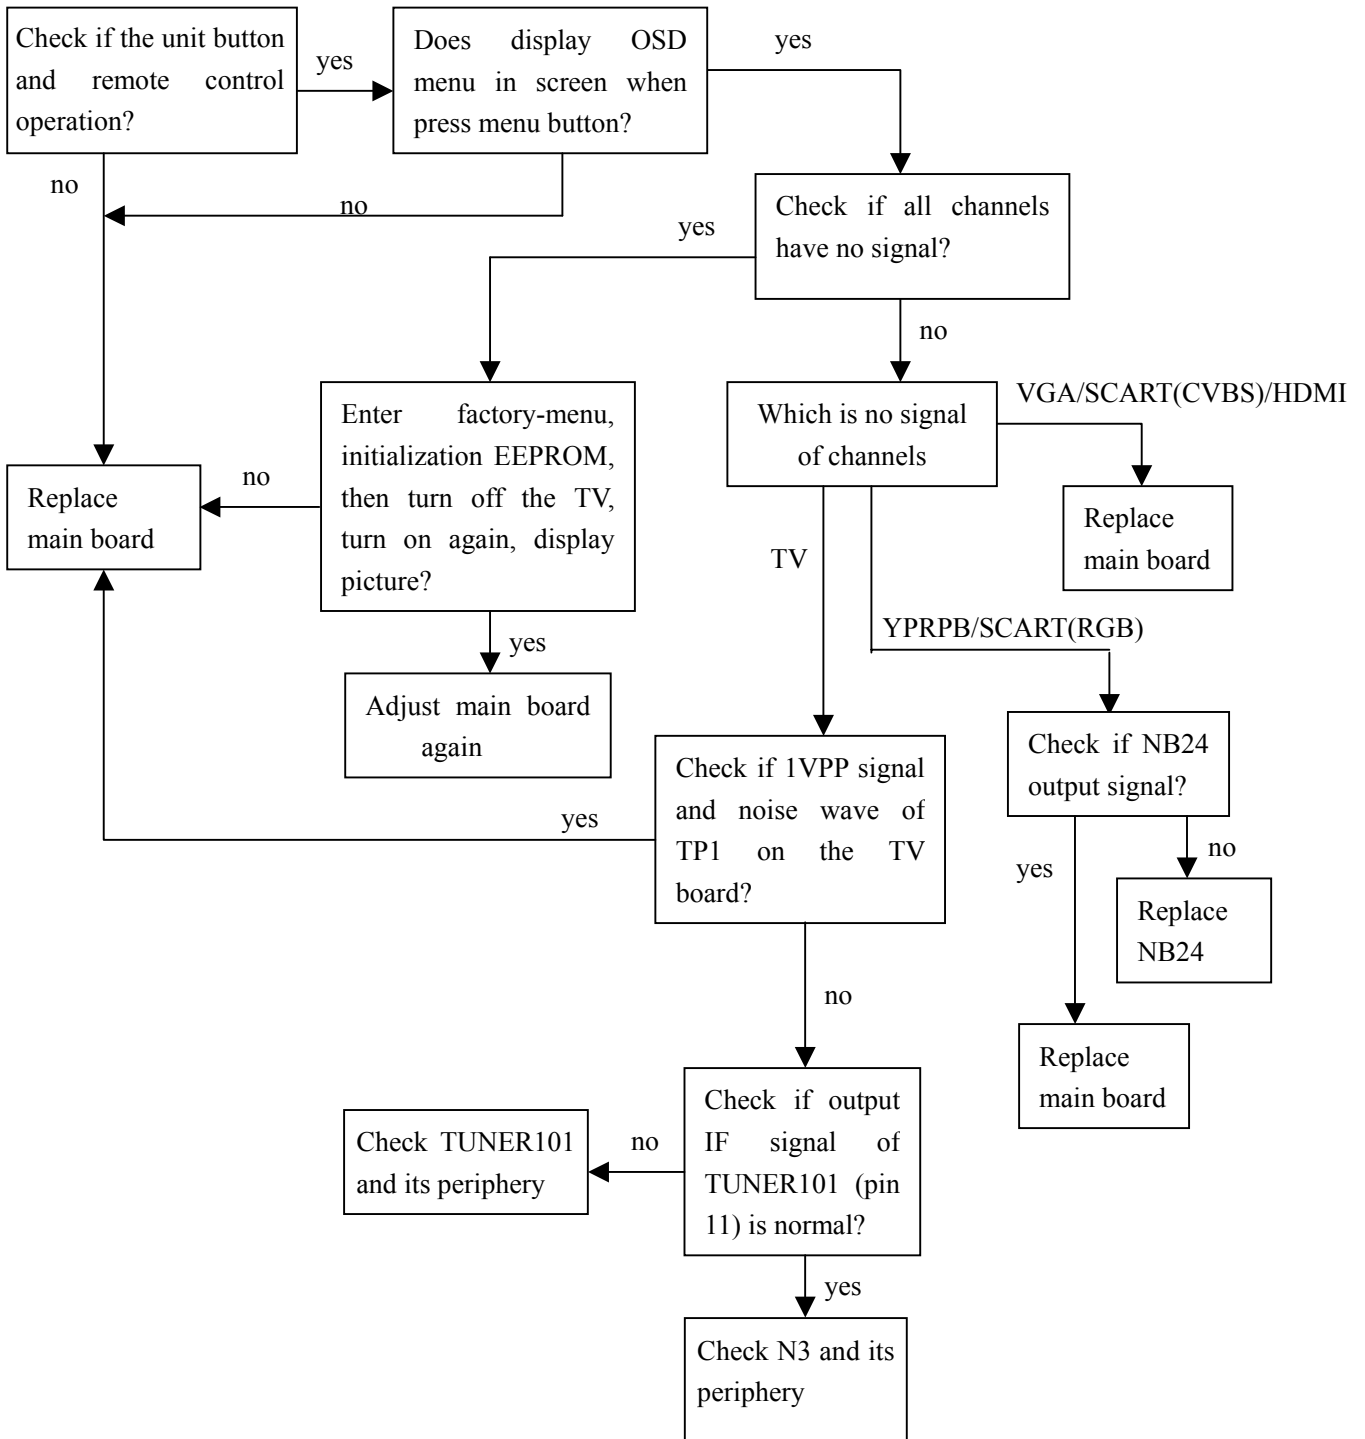 Check if the unit button
and remote control
operation?
yes
Does display OSD
menu in screen when
press menu button?
yes
no
no
Check if all channels
have no signal?
yes
no
Enter factory-menu,
initialization EEPROM,
then turn off the TV,
turn on again, display
picture?
no
Replace
main board
yes
Adjust main board
again
Which is no signal
of channels
VGA/SCART(CVBS)/HDMI
Replace
main board
TV
YPRPB/SCART(RGB)
Check if NB24
output signal?
yes
no
Replace
NB24
Replace
main board
Check if 1VPP signal
and noise wave of
TP1 on the TV
board?
yes
no
Check if output
IF signal of
TUNER101 (pin
11) is normal?
no
Check TUNER101
and its periphery
yes
Check N3 and its
periphery